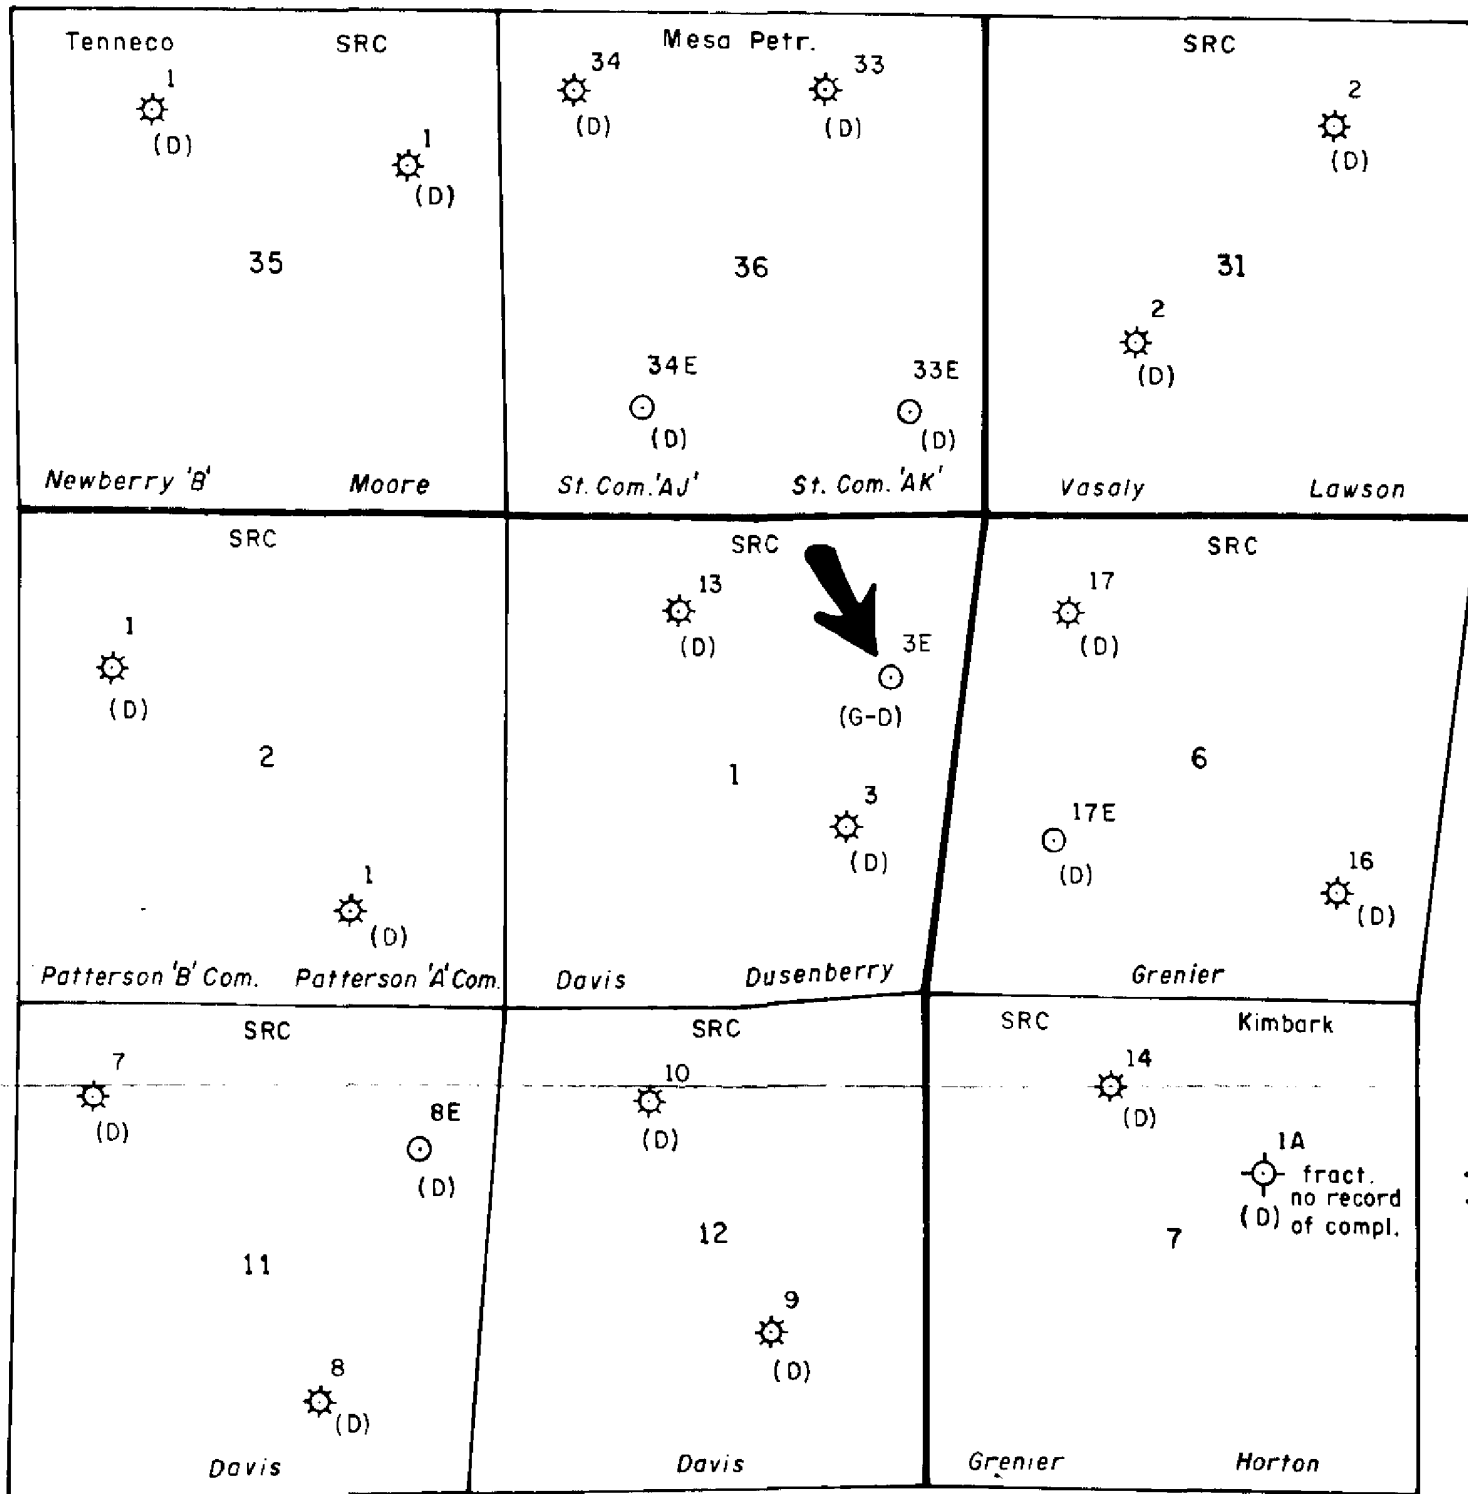 Tenneco SRC
1
(D)
1
(D)
35
Newberry 'B' Moore
Mesa Petr.
34 33
(D) (D)
36
34E 33E
(D) (D)
St. Com. 'AJ' St. Com. 'AK'
SRC
2
(D)
31
2
(D)
Vasaly Lawson
SRC
1
(D)
2
1
(D)
Patterson 'B' Com. Patterson 'A' Com.
SRC
13
(D)
3E
(G-D)
1
3
(D)
Davis Dusenberry
SRC
17
(D)
6
17E
(D)
16
(D)
Grenier
SRC
7
(D)
8E
(D)
11
8
(D)
Davis
SRC
10
(D)
12
9
(D)
Davis
SRC Kimbark
14
(D)
1A
fract.
no record
(D) of compl.
7
Grenier Horton